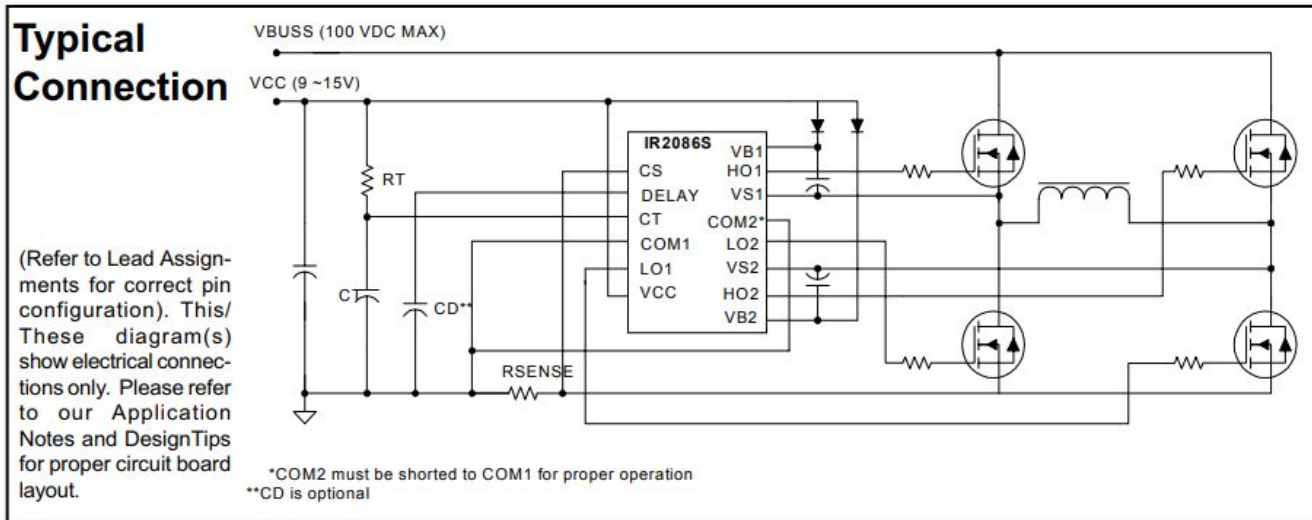 Typical
Connection
VBUSS (100 VDC MAX)
VCC (9 ~15V)
(Refer to Lead Assign-
ments for correct pin
configuration). This/
These diagram(s)
show electrical connec-
tions only. Please refer
to our Application
Notes and DesignTips
for proper circuit board
layout.
RT
CT
CD**
RSENSE
IR2086S
CS
DELAY
CT
COM1
LO1
VCC
VB1
HO1
VS1
COM2*
LO2
VS2
HO2
VB2
*COM2 must be shorted to COM1 for proper operation
**CD is optional